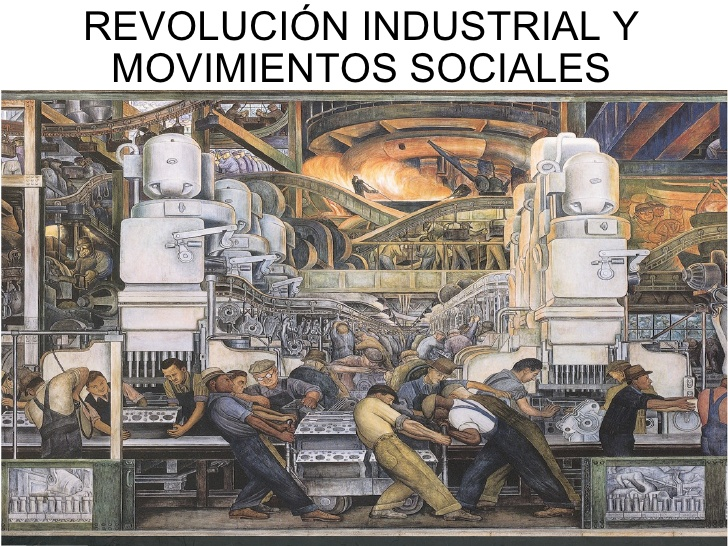 REVOLUCIÓN INDUSTRIAL Y
MOVIMIENTOS SOCIALES